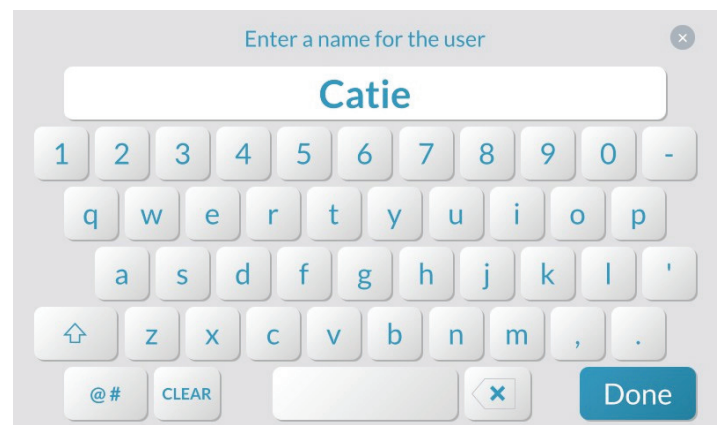 Enter a name for the user
Catie
1 2 3 4 5 6 7 8 9 0 -
q w e r t y u i o p
a s d f g h j k l '
z x c v b n m , .
@# CLEAR Done